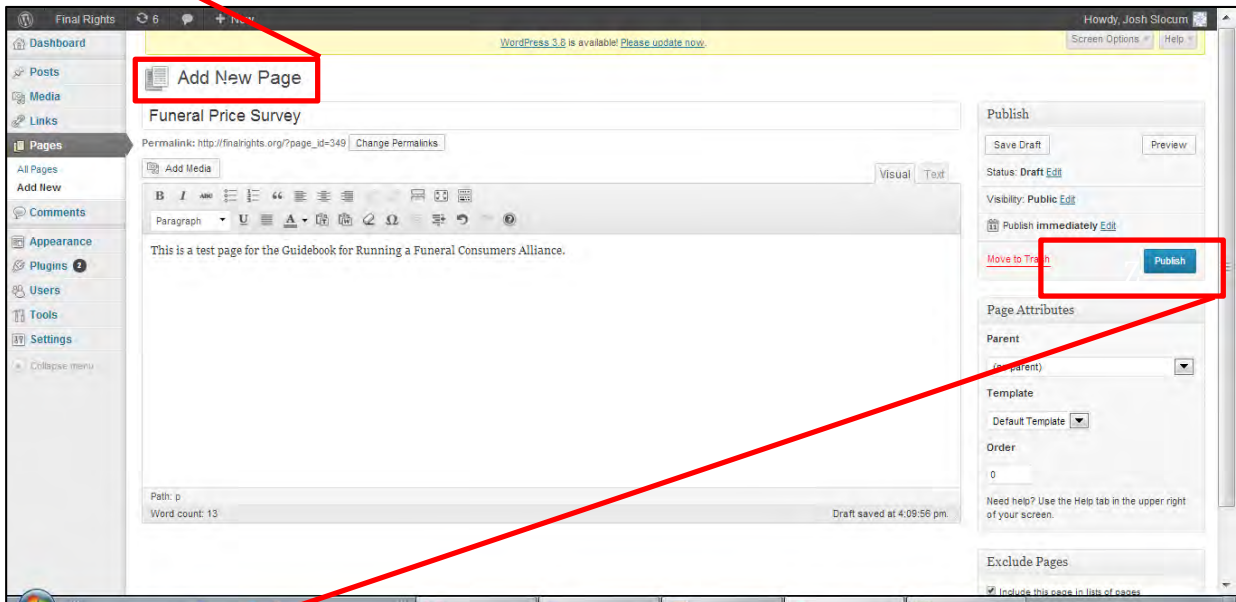 Final Rights 6 + New Howdy, Josh Slocum
WordPress 3.8 is available! Please update now.
Screen Options Help
Dashboard
Posts
Media
Links
Pages
All Pages
Add New
Comments
Appearance
Plugins 2
Users
Tools
Settings
Collapse menu
Add New Page
Funeral Price Survey
Permalink: http://finalrights.org/?page_id=349 Change Permalinks
Add Media
Visual Text
B I ABC
Paragraph U A Ω
This is a test page for the Guidebook for Running a Funeral Consumers Alliance.
Path: p
Word count: 13 Draft saved at 4:09:56 pm.
Publish
Save Draft Preview
Status: Draft Edit
Visibility: Public Edit
Publish immediately Edit
Move to Trash Publish
Page Attributes
Parent
(no parent)
Template
Default Template
Order
0
Need help? Use the Help tab in the upper right
of your screen.
Exclude Pages
Include this page in lists of pages